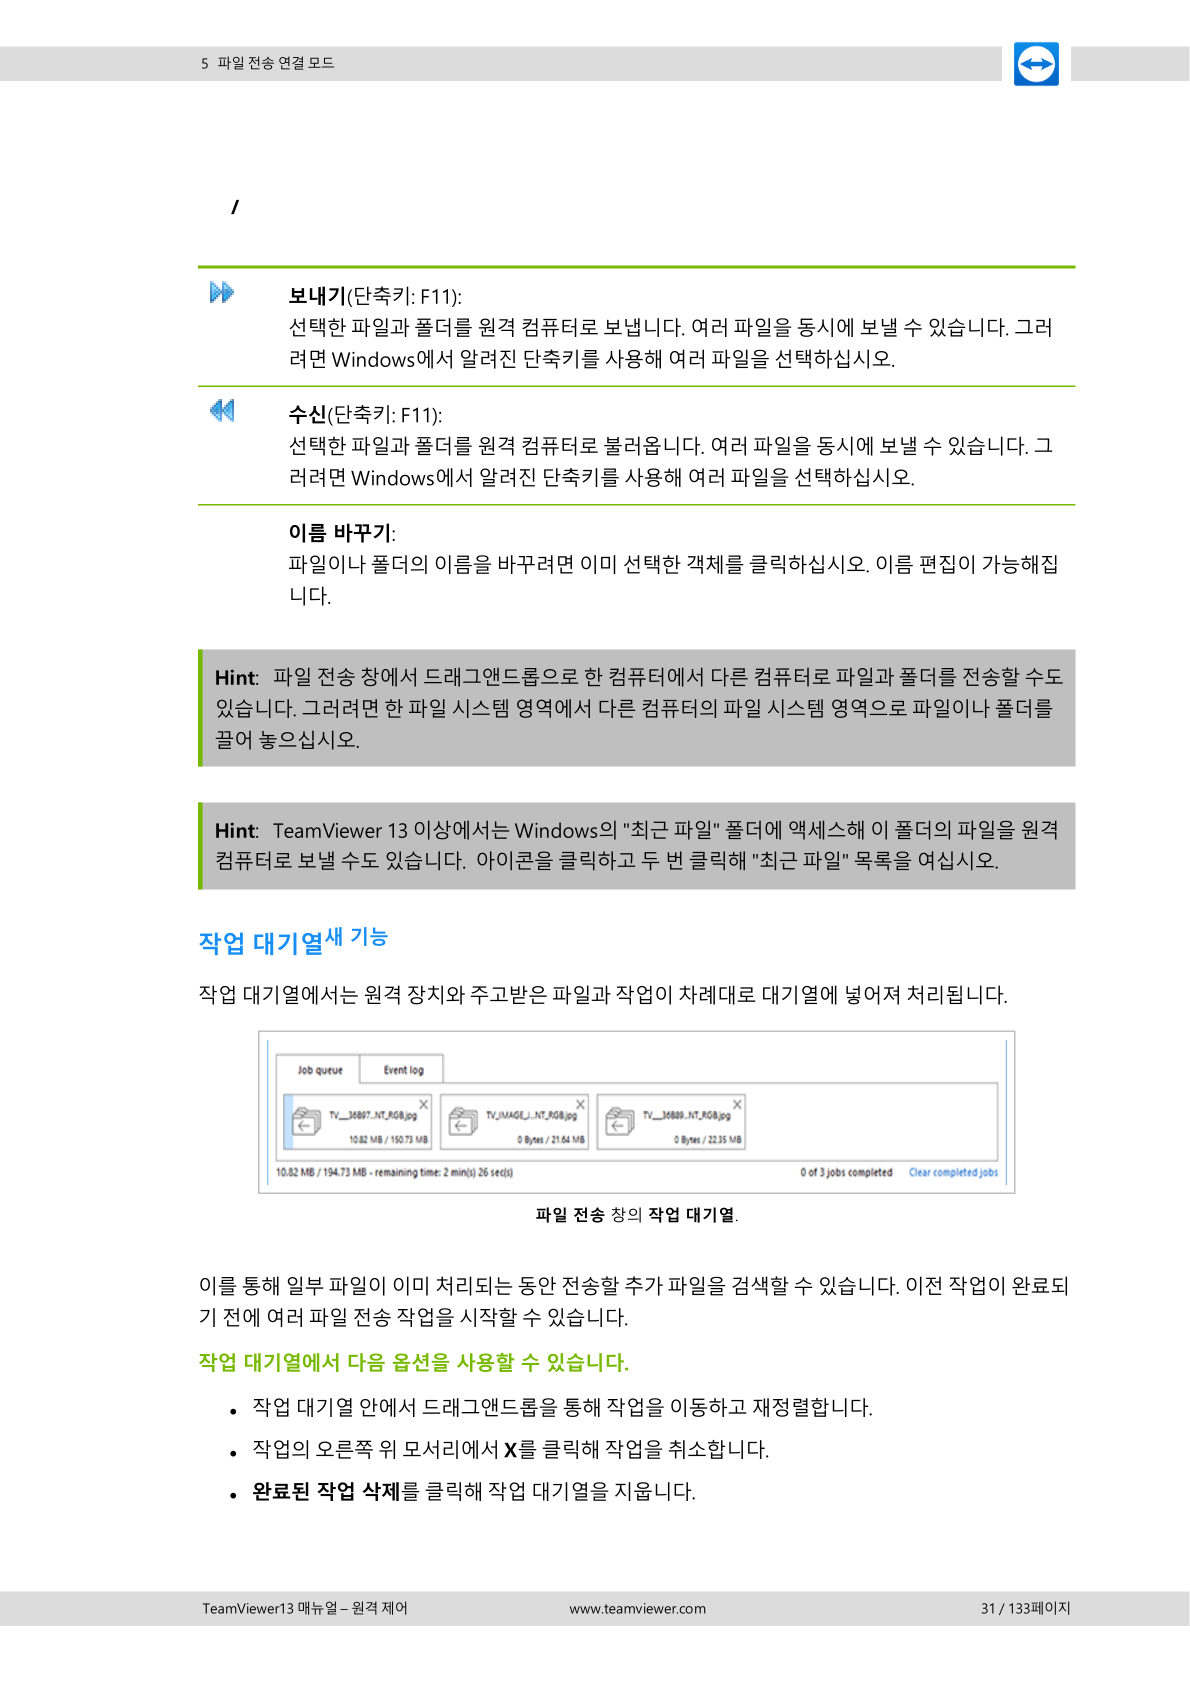 5 파일 전송 연결 모드
/
보내기(단축키: F11):
선택한 파일과 폴더를 원격 컴퓨터로 보냅니다. 여러 파일을 동시에 보낼 수 있습니다. 그러
려면 Windows에서 알려진 단축키를 사용해 여러 파일을 선택하십시오.
수신(단축키: F11):
선택한 파일과 폴더를 원격 컴퓨터로 불러옵니다. 여러 파일을 동시에 보낼 수 있습니다. 그
러려면 Windows에서 알려진 단축키를 사용해 여러 파일을 선택하십시오.
이름 바꾸기:
파일이나 폴더의 이름을 바꾸려면 이미 선택한 객체를 클릭하십시오. 이름 편집이 가능해집
니다.
Hint: 파일 전송 창에서 드래그앤드롭으로 한 컴퓨터에서 다른 컴퓨터로 파일과 폴더를 전송할 수도
있습니다. 그러려면 한 파일 시스템 영역에서 다른 컴퓨터의 파일 시스템 영역으로 파일이나 폴더를
끌어 놓으십시오.
Hint: TeamViewer 13 이상에서는 Windows의 "최근 파일" 폴더에 액세스해 이 폴더의 파일을 원격
컴퓨터로 보낼 수도 있습니다. 아이콘을 클릭하고 두 번 클릭해 "최근 파일" 목록을 여십시오.
작업 대기열새 기능
작업 대기열에서는 원격 장치와 주고받은 파일과 작업이 차례대로 대기열에 넣어져 처리됩니다.
Job queue Event log
TV__36897...NT_RGB.jpg TV_IMAGE_I...NT_RGB.jpg TV__36889...NT_RGB.jpg
10.82 MB / 150.73 MB 0 Bytes / 21.64 MB 0 Bytes / 22.35 MB
10.82 MB / 194.73 MB - remaining time: 2 min(s) 26 sec(s) 0 of 3 jobs completed Clear completed jobs
파일 전송 창의 작업 대기열.
이를 통해 일부 파일이 이미 처리되는 동안 전송할 추가 파일을 검색할 수 있습니다. 이전 작업이 완료되
기 전에 여러 파일 전송 작업을 시작할 수 있습니다.
작업 대기열에서 다음 옵션을 사용할 수 있습니다.
• 작업 대기열 안에서 드래그앤드롭을 통해 작업을 이동하고 재정렬합니다.
• 작업의 오른쪽 위 모서리에서 X를 클릭해 작업을 취소합니다.
• 완료된 작업 삭제를 클릭해 작업 대기열을 지웁니다.
TeamViewer13 매뉴얼 – 원격 제어 www.teamviewer.com 31 / 133페이지